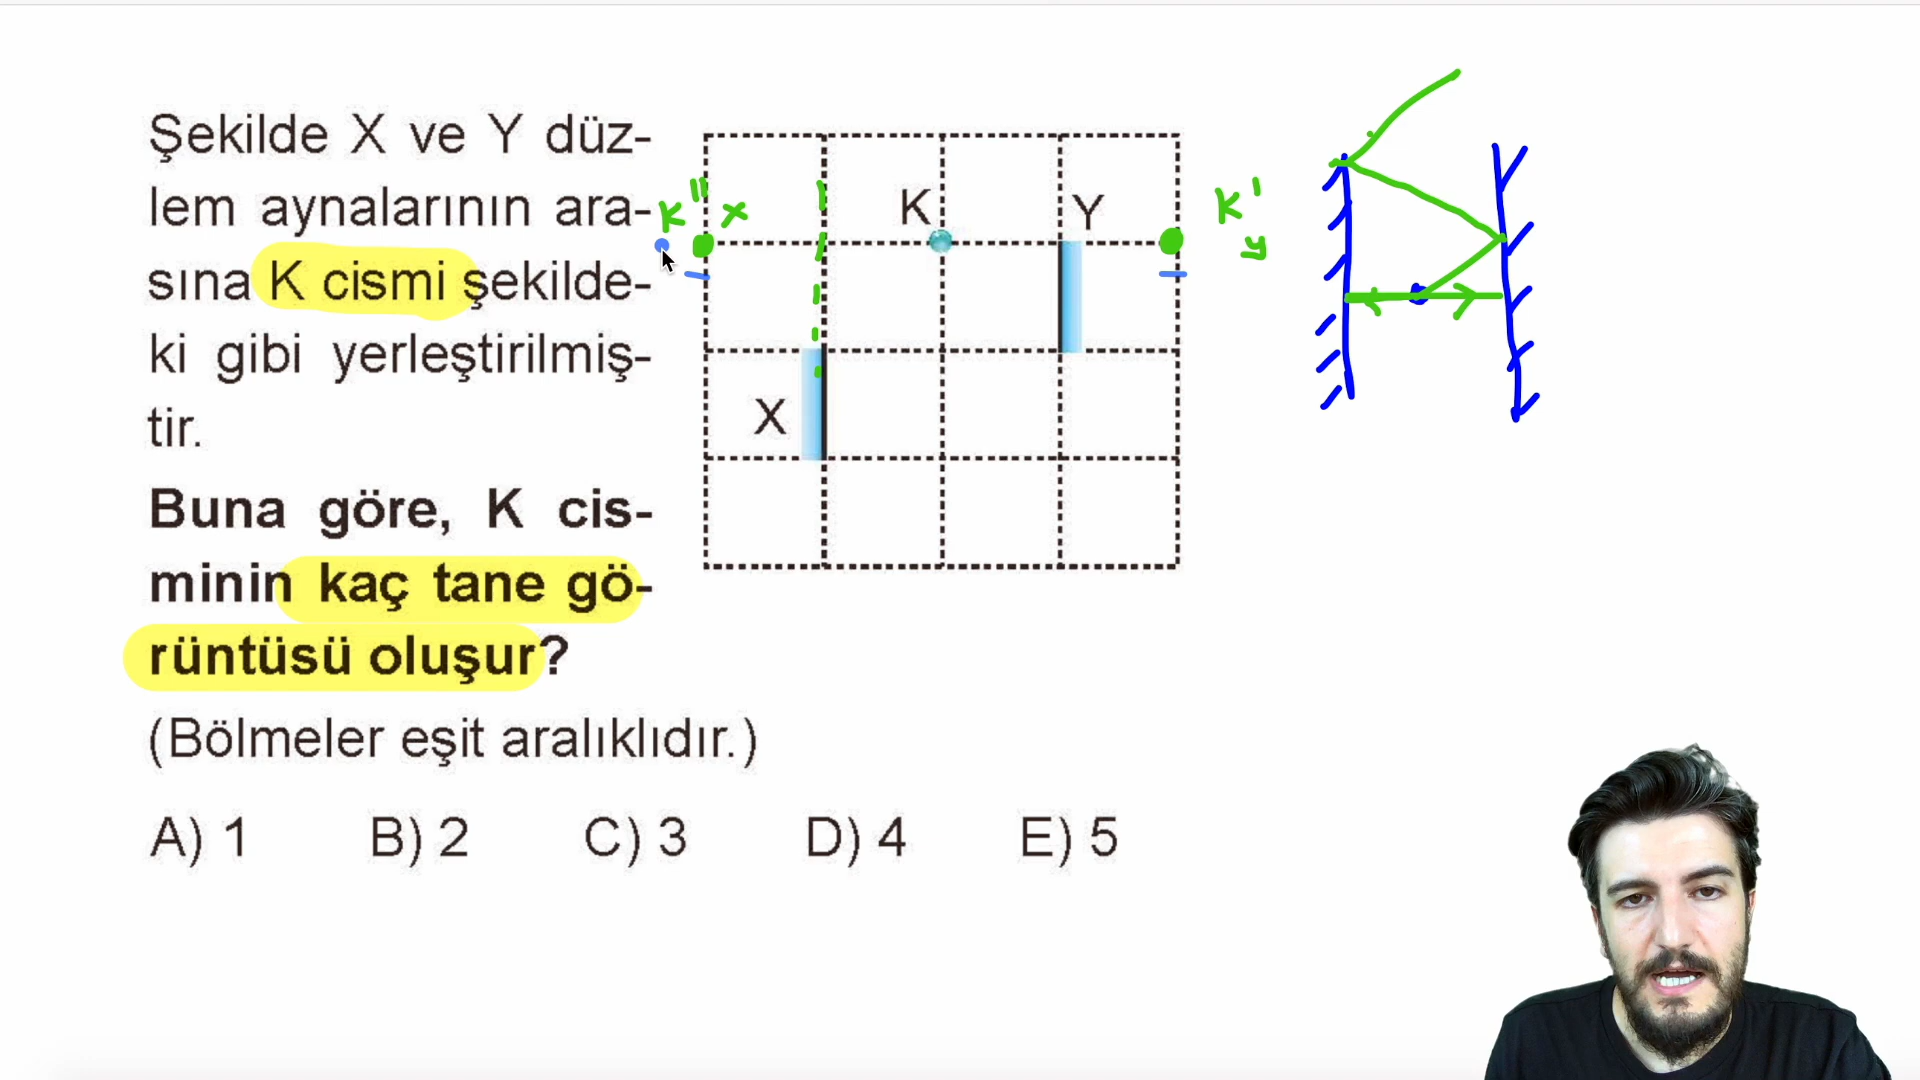 Şekilde X ve Y düz-
lem aynalarının ara-
sına K cismi şekilde-
ki gibi yerleştirilmiş-
tir.
Buna göre, K cis-
minin kaç tane gö-
rüntüsü oluşur?
(Bölmeler eşit aralıklıdır.)
A) 1 B) 2 C) 3 D) 4 E) 5
K" x
K
Y
K'
y
X